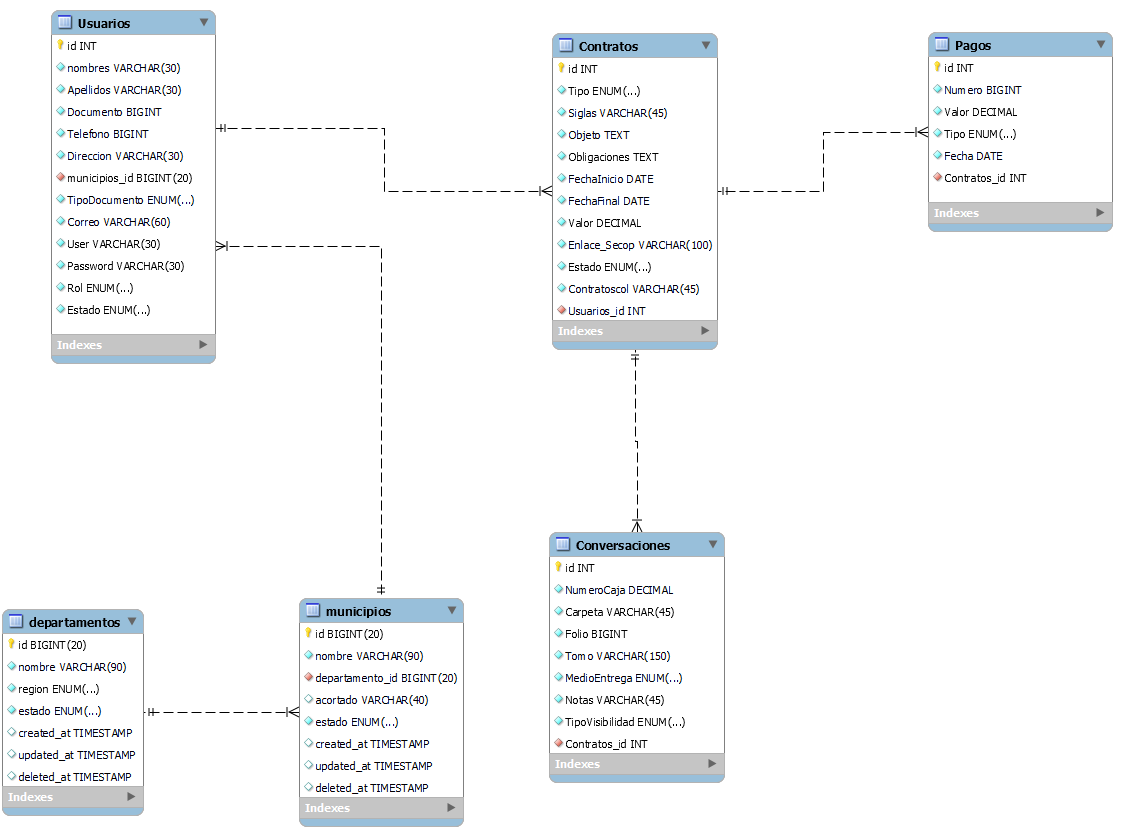 Usuarios
id INT
nombres VARCHAR(30)
Apellidos VARCHAR(30)
Documento BIGINT
Telefono BIGINT
Direccion VARCHAR(30)
municipios_id BIGINT(20)
TipoDocumento ENUM(...)
Correo VARCHAR(60)
User VARCHAR(30)
Password VARCHAR(30)
Rol ENUM(...)
Estado ENUM(...)
Indexes
Contratos
id INT
Tipo ENUM(...)
Siglas VARCHAR(45)
Objeto TEXT
Obligaciones TEXT
FechaInicio DATE
FechaFinal DATE
Valor DECIMAL
Enlace_Secop VARCHAR(100)
Estado ENUM(...)
Contratoscol VARCHAR(45)
Usuarios_id INT
Indexes
Pagos
id INT
Numero BIGINT
Valor DECIMAL
Tipo ENUM(...)
Fecha DATE
Contratos_id INT
Indexes
Conversaciones
id INT
NumeroCaja DECIMAL
Carpeta VARCHAR(45)
Folio BIGINT
Tomo VARCHAR(150)
MedioEntrega ENUM(...)
Notas VARCHAR(45)
TipoVisibilidad ENUM(...)
Contratos_id INT
Indexes
departamentos
id BIGINT(20)
nombre VARCHAR(90)
region ENUM(...)
estado ENUM(...)
created_at TIMESTAMP
updated_at TIMESTAMP
deleted_at TIMESTAMP
Indexes
municipios
id BIGINT(20)
nombre VARCHAR(90)
departamento_id BIGINT(20)
acortado VARCHAR(40)
estado ENUM(...)
created_at TIMESTAMP
updated_at TIMESTAMP
deleted_at TIMESTAMP
Indexes